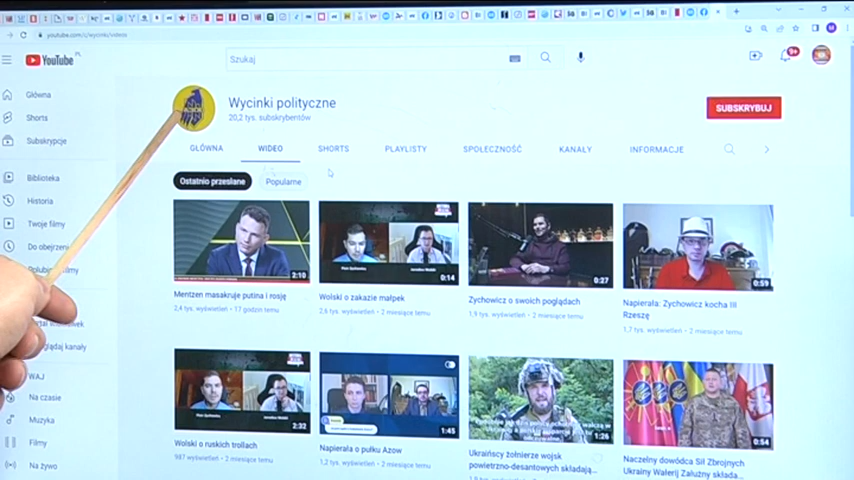 youtube.com/c/wycinki/videos
YouTube PL
Szukaj
9+
Główna
Shorts
Subskrypcje
Biblioteka
Historia
Twoje filmy
Do obejrzenia
Na czasie
Muzyka
Filmy
Na żywo
Wycinki polityczne
20,2 tys. subskrybentów
SUBSKRYBUJ
GŁÓWNA
WIDEO
SHORTS
PLAYLISTY
SPOŁECZNOŚĆ
KANAŁY
INFORMACJE
Ostatnio przesłane
Popularne
2:10
0:14
0:27
0:59
Mentzen masakruje putina i rosję
2,4 tys. wyświetleń • 17 godzin temu
Wolski o zakazie małpek
2,6 tys. wyświetleń • 2 miesiące temu
Zychowicz o swoich poglądach
1,9 tys. wyświetleń • 2 miesiące temu
Napierała: Zychowicz kocha III
Rzeszę
1,7 tys. wyświetleń • 2 miesiące temu
2:32
1:45
1:26
0:54
Wolski o ruskich trollach
987 wyświetleń • 2 miesiące temu
Napierała o pułku Azow
1,2 tys. wyświetleń • 2 miesiące temu
Ukraińscy żołnierze wojsk
powietrzno-desantowych składają...
Naczelny dowódca Sił Zbrojnych
Ukrainy Walerij Załużny składa...